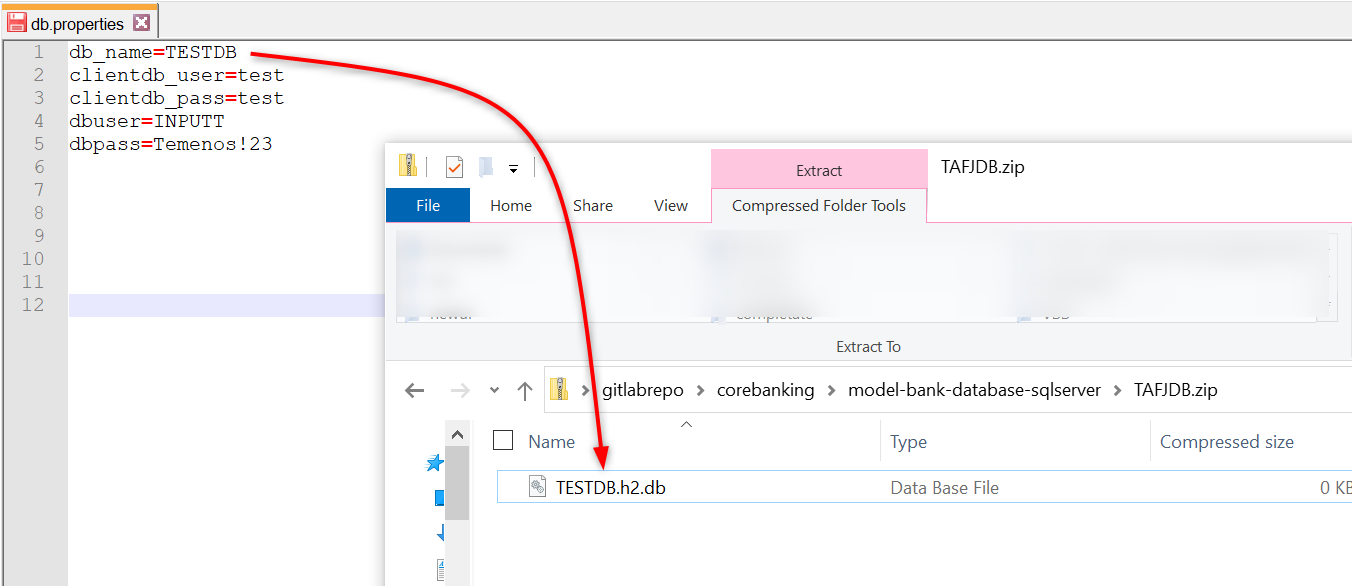 db.properties
1 db_name=TESTDB
2 clientdb_user=test
3 clientdb_pass=test
4 dbuser=INPUTT
5 dbpass=Temenos!23
6
7
8
9
10
11
12
Extract TAFJDB.zip
File Home Share View Compressed Folder Tools
Extract To
gitlabrepo corebanking model-bank-database-sqlserver TAFJDB.zip
Name Type Compressed size
TESTDB.h2.db Data Base File 0 KB